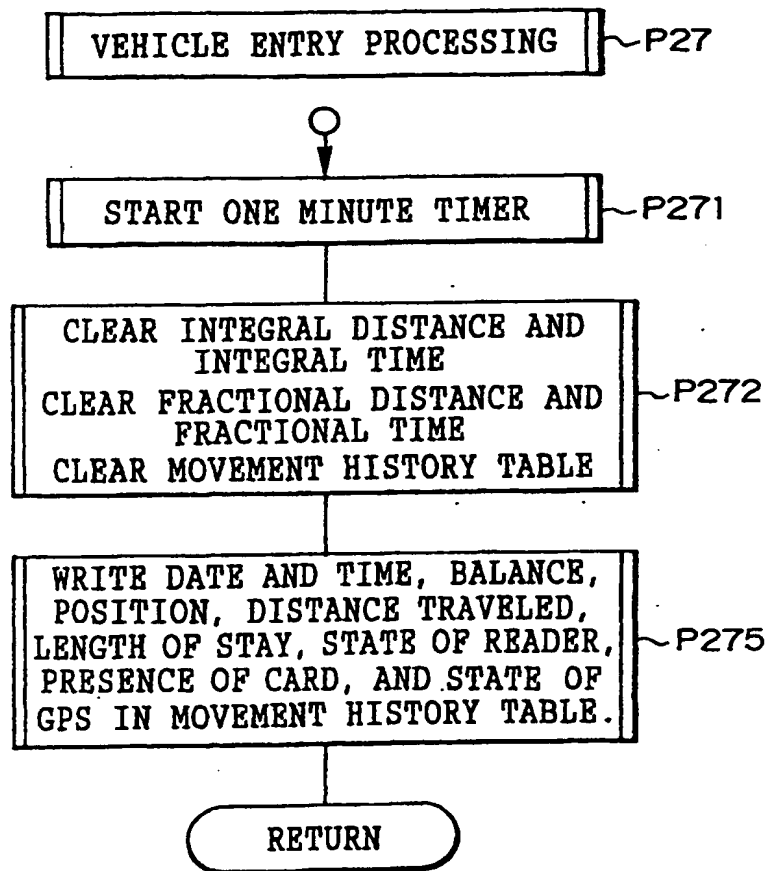 VEHICLE ENTRY PROCESSING P27
START ONE MINUTE TIMER P271
CLEAR INTEGRAL DISTANCE AND
INTEGRAL TIME
CLEAR FRACTIONAL DISTANCE AND
FRACTIONAL TIME
CLEAR MOVEMENT HISTORY TABLE
P272
WRITE DATE AND TIME, BALANCE,
POSITION, DISTANCE TRAVELED,
LENGTH OF STAY, STATE OF READER,
PRESENCE OF CARD, AND STATE OF
GPS IN MOVEMENT HISTORY TABLE.
P275
RETURN